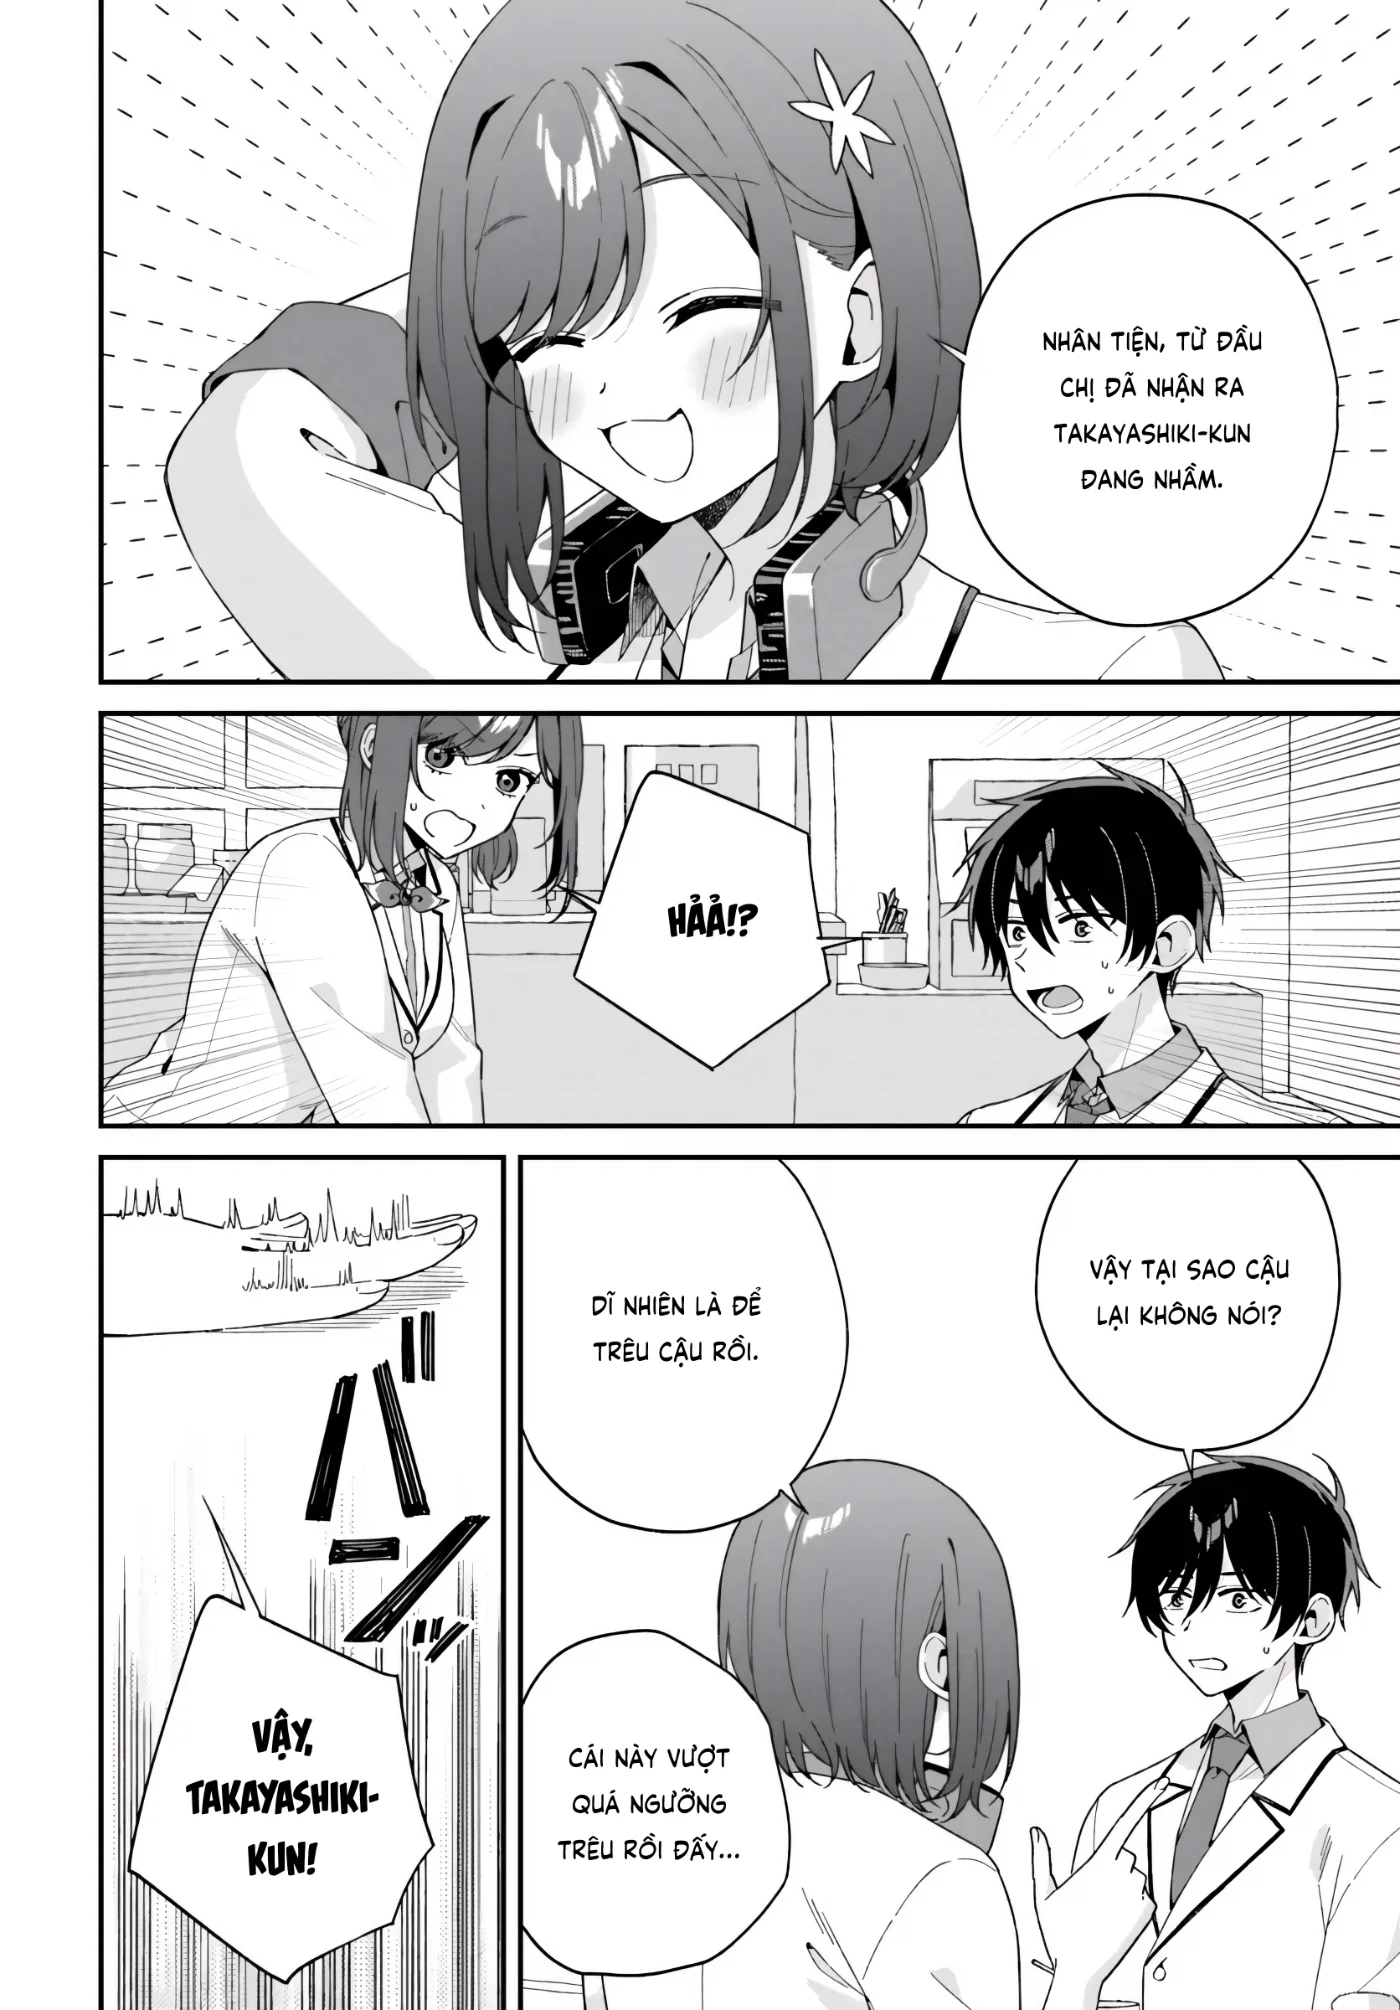 NHÂN TIỆN, TỪ ĐẦU
CHỊ ĐÃ NHẬN RA
TAKAYASHIKI-KUN
ĐANG NHẦM.
HẢẢ!?
VẬY TẠI SAO CẬU
LẠI KHÔNG NÓI?
DĨ NHIÊN LÀ ĐỂ
TRÊU CẬU RỒI.
CÁI NÀY VƯỢT
QUÁ NGƯỠNG
TRÊU RỒI ĐẤY...
VẬY,
TAKAYASHIKI-
KUN!